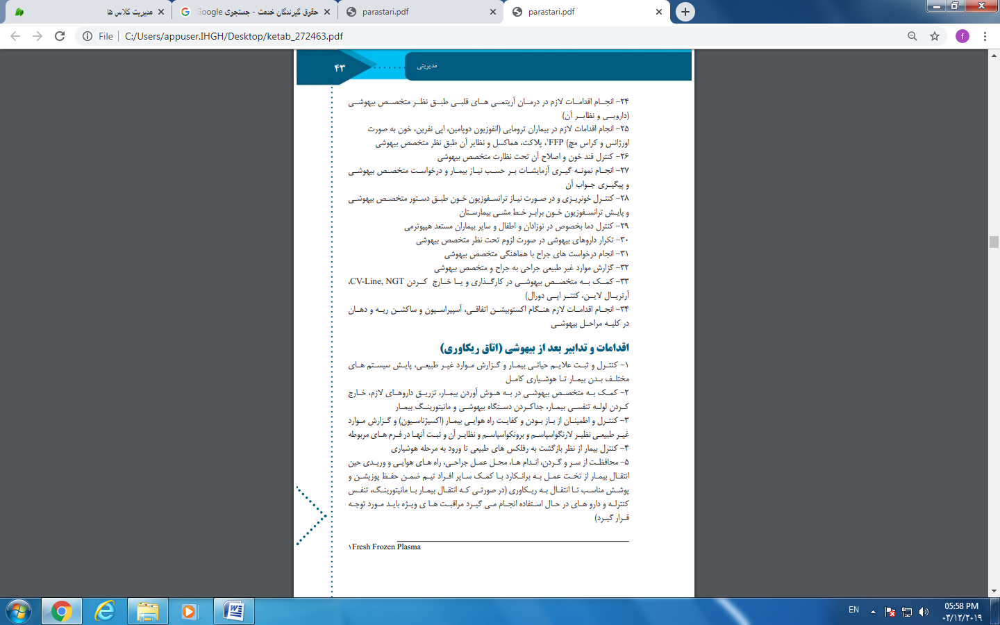 مدیریت کلاس ها
حقوق گیرندگان خدمت - جستجوی Google
parastari.pdf
parastari.pdf
File
C:/Users/appuser.IHGH/Desktop/ketab_272463.pdf
f
۴۳
مدیریتی
۲۴- انجام اقدامات لازم در درمان آریتمی های قلبی طبق نظر متخصص بیهوشی
(دارویی و نظایر آن)
۲۵- انجام اقدامات لازم در بیماران ترومایی (انفوزیون دوپامین، اپی نفرین، خون به صورت
اورژانس و کراس مچ) FFP۱، پلاکت، هماکسل و نظایر آن طبق نظر متخصص بیهوشی
۲۶- کنترل قند خون و اصلاح آن تحت نظارت متخصص بیهوشی
۲۷- انجام نمونه گیری آزمایشات بر حسب نیاز بیمار و درخواست متخصص بیهوشی
و پیگیری جواب آن
۲۸- کنترل خونریزی و در صورت نیاز ترانسفوزیون خون طبق دستور متخصص بیهوشی
و پایش ترانسفوزیون خون برابر خط مشی بیمارستان
۲۹- کنترل دما بخصوص در نوزادان و اطفال و سایر بیماران مستعد هیپوترمی
۳۰- تکرار داروهای بیهوشی در صورت لزوم تحت نظر متخصص بیهوشی
۳۱- انجام درخواست های جراح با هماهنگی متخصص بیهوشی
۳۲- گزارش موارد غیر طبیعی جراحی به جراح و متخصص بیهوشی
۳۳- کمک به متخصص بیهوشی در کارگذاری و یا خارج کردن CV-Line, NGT،
آرتریال لاین، کتتر اپی دورال)
۳۴- انجام اقدامات لازم هنگام اکستوبیشن اتفاقی، آسپیراسیون و ساکشن ریه و دهان
در کلیه مراحل بیهوشی
اقدامات و تدابیر بعد از بیهوشی (اتاق ریکاوری)
۱- کنترل و ثبت علایم حیاتی بیمار و گزارش موارد غیر طبیعی، پایش سیستم های
مختلف بدن بیمار تا هوشیاری کامل
۲- کمک به متخصص بیهوشی در به هوش آوردن بیمار، تزریق داروهای لازم، خارج
کردن لوله تنفسی بیمار، جداکردن دستگاه بیهوشی و مانیتورینگ بیمار
۳- کنترل و اطمینان از باز بودن و کفایت راه هوایی بیمار (اکسیژناسیون) و گزارش موارد
غیر طبیعی نظیر لارنگواسپاسم و برونکواسپاسم و نظایر آن و ثبت آنها در فرم های مربوطه
۴- کنترل بیمار از نظر بازگشت به رفلکس های طبیعی تا ورود به مرحله هوشیاری
۵- محافظت از سر و گردن، اندام ها، محل عمل جراحی، راه های هوایی و وریدی حین
انتقال بیمار از تخت عمل به برانکارد با کمک سایر افراد تیم ضمن حفظ پوزیشن و
پوشش مناسب تا انتقال به ریکاوری (در صورتی که انتقال بیمار با مانیتورینگ، تنفس
کنترله و دارو های در حال استفاده انجام می گیرد مراقبت ها ی ویژه باید مورد توجه
قرار گیرد)
۱Fresh Frozen Plasma
EN
05:58 PM
۰۳/۱۲/۲۰۱۹